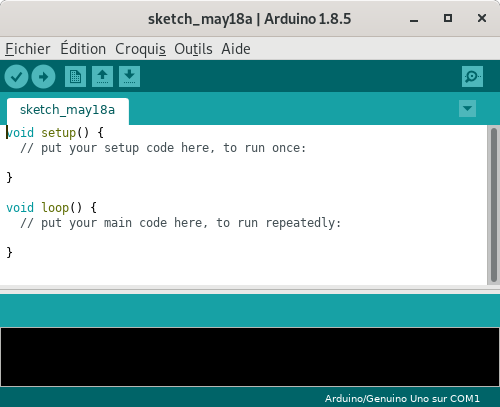 sketch_may18a | Arduino 1.8.5
Fichier Édition Croquis Outils Aide
sketch_may18a
void setup() {
  // put your setup code here, to run once:
}
void loop() {
  // put your main code here, to run repeatedly:
}
Arduino/Genuino Uno sur COM1